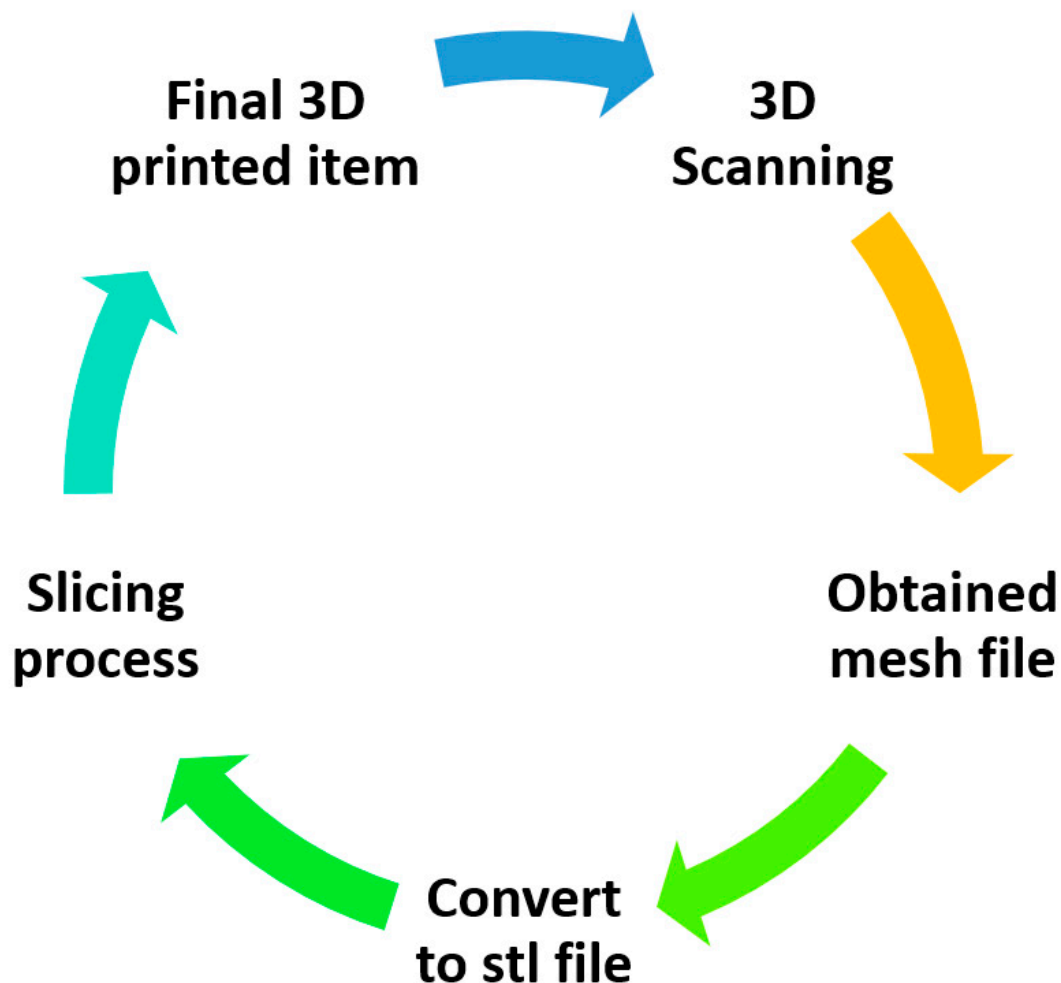 Final 3D
printed item
3D
Scanning
Obtained
mesh file
Convert
to stl file
Slicing
process